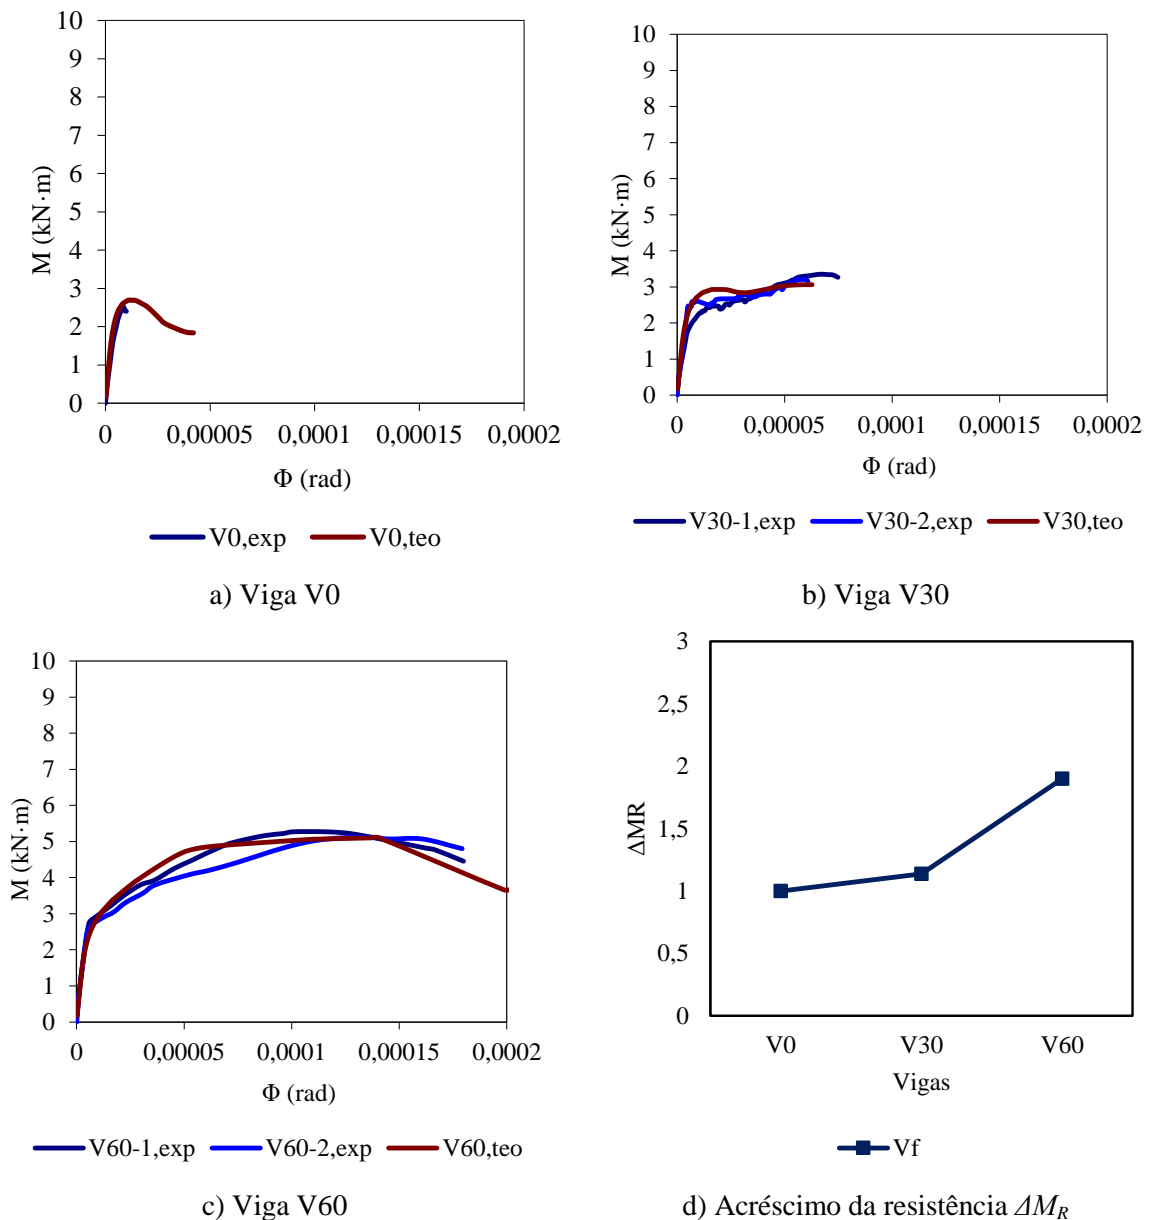 10
9
8
7
6
5
4
3
2
1
0
M (kN·m)
0 0,00005 0,0001 0,00015 0,0002
Φ (rad)
V0,exp V0,teo
a) Viga V0
10
9
8
7
6
5
4
3
2
1
0
M (kN·m)
0 0,00005 0,0001 0,00015 0,0002
Φ (rad)
V30-1,exp V30-2,exp V30,teo
b) Viga V30
10
9
8
7
6
5
4
3
2
1
0
M (kN·m)
0 0,00005 0,0001 0,00015 0,0002
Φ (rad)
V60-1,exp V60-2,exp V60,teo
c) Viga V60
3
2,5
2
1,5
1
0,5
0
ΔMR
V0 V30 V60
Vigas
Vf
d) Acréscimo da resistência ΔM_R